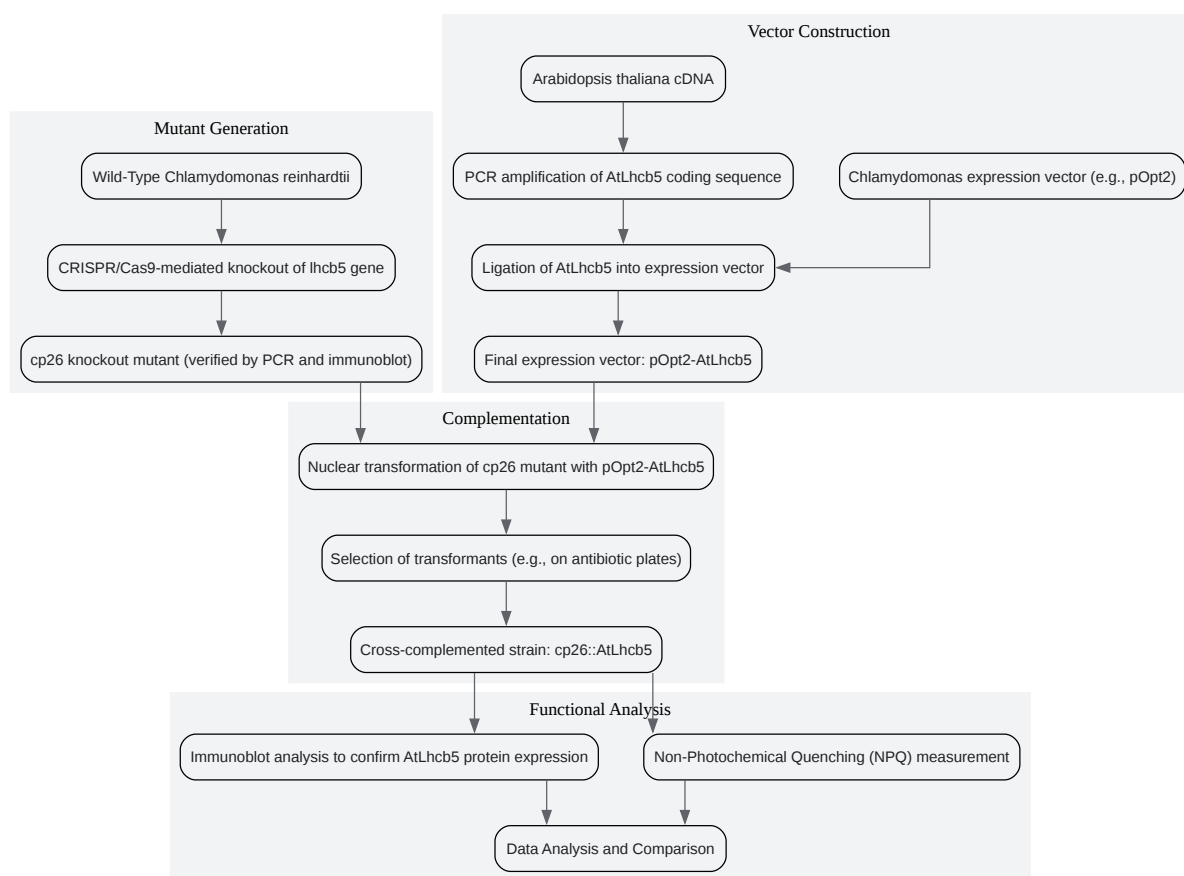 Vector Construction
Arabidopsis thaliana cDNA
Mutant Generation
Wild-Type Chlamydomonas reinhardtii
PCR amplification of AtLhcb5 coding sequence
Chlamydomonas expression vector (e.g., pOpt2)
CRISPR/Cas9-mediated knockout of lhcb5 gene
Ligation of AtLhcb5 into expression vector
cp26 knockout mutant (verified by PCR and immunoblot)
Final expression vector: pOpt2-AtLhcb5
Complementation
Nuclear transformation of cp26 mutant with pOpt2-AtLhcb5
Selection of transformants (e.g., on antibiotic plates)
Cross-complemented strain: cp26::AtLhcb5
Functional Analysis
Immunoblot analysis to confirm AtLhcb5 protein expression
Non-Photochemical Quenching (NPQ) measurement
Data Analysis and Comparison